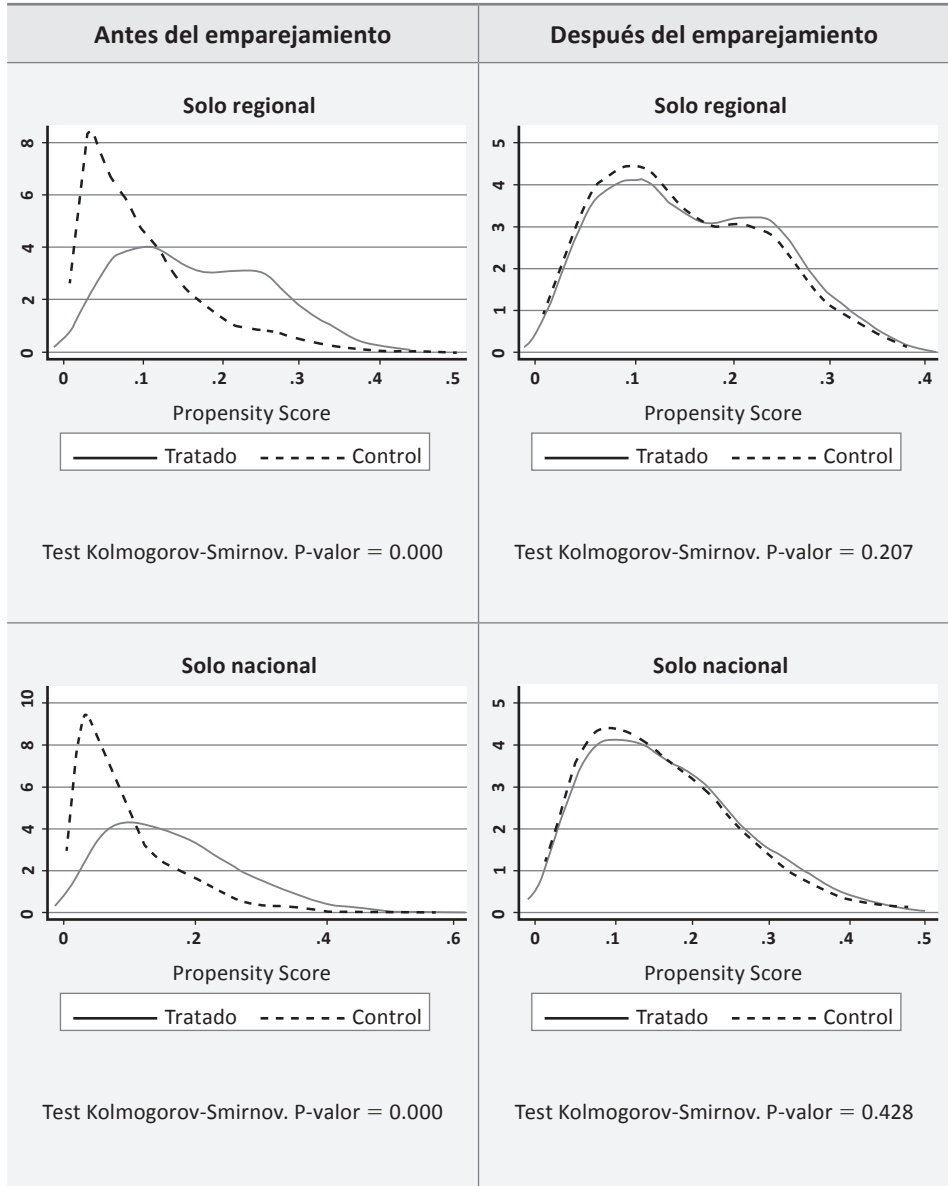 Antes del emparejamiento
Después del emparejamiento
Solo regional
8
6
4
2
0
0 .1 .2 .3 .4 .5
Propensity Score
Tratado Control
Test Kolmogorov-Smirnov. P-valor = 0.000
Solo regional
5
4
3
2
1
0
0 .1 .2 .3 .4
Propensity Score
Tratado Control
Test Kolmogorov-Smirnov. P-valor = 0.207
Solo nacional
10
8
6
4
2
0
0 .2 .4 .6
Propensity Score
Tratado Control
Test Kolmogorov-Smirnov. P-valor = 0.000
Solo nacional
5
4
3
2
1
0
0 .1 .2 .3 .4 .5
Propensity Score
Tratado Control
Test Kolmogorov-Smirnov. P-valor = 0.428